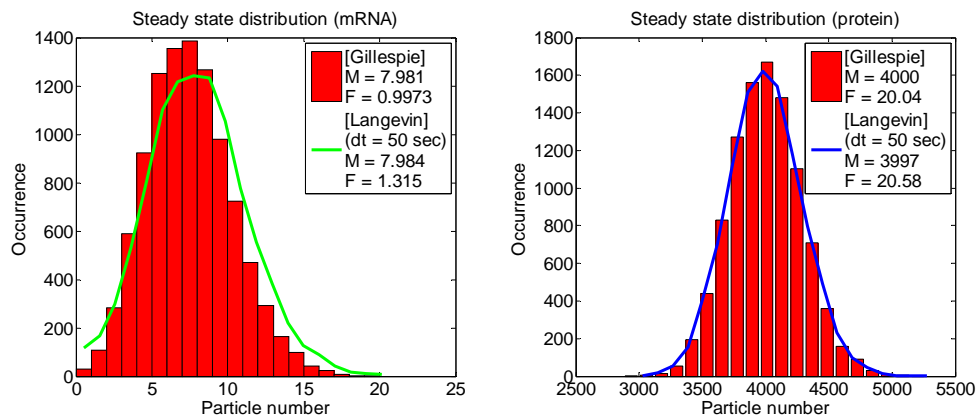 Steady state distribution (mRNA)
1400
1200
1000
800
600
400
200
0
Occurrence
0 5 10 15 20 25
Particle number
[Gillespie]
M = 7.981
F = 0.9973
[Langevin]
(dt = 50 sec)
M = 7.984
F = 1.315
Steady state distribution (protein)
1800
1600
1400
1200
1000
800
600
400
200
0
Occurrence
2500 3000 3500 4000 4500 5000 5500
Particle number
[Gillespie]
M = 4000
F = 20.04
[Langevin]
(dt = 50 sec)
M = 3997
F = 20.58